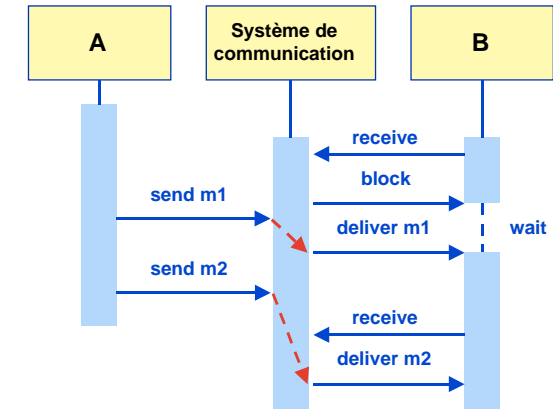 A
Système de
communication
B
receive
block
send m1
deliver m1
wait
send m2
receive
deliver m2